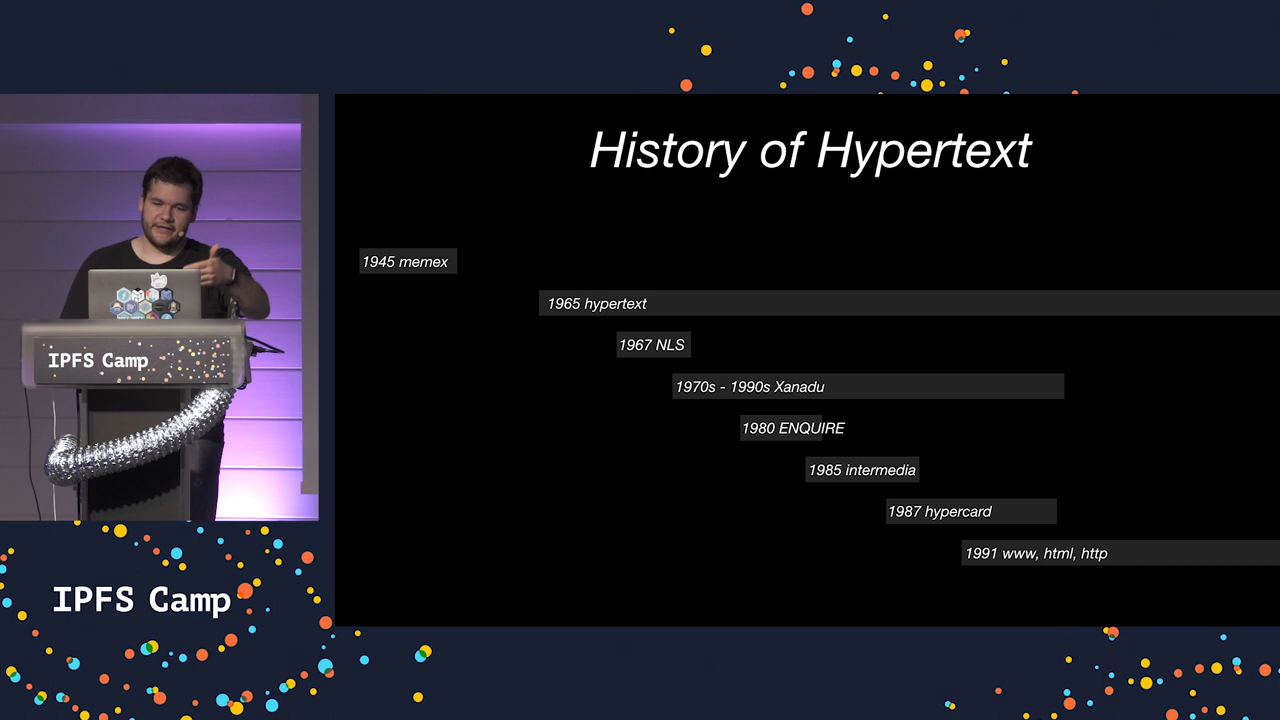 History of Hypertext
1945 memex
1965 hypertext
1967 NLS
1970s - 1990s Xanadu
1980 ENQUIRE
1985 intermedia
1987 hypercard
1991 www, html, http
IPFS Camp
IPFS Camp